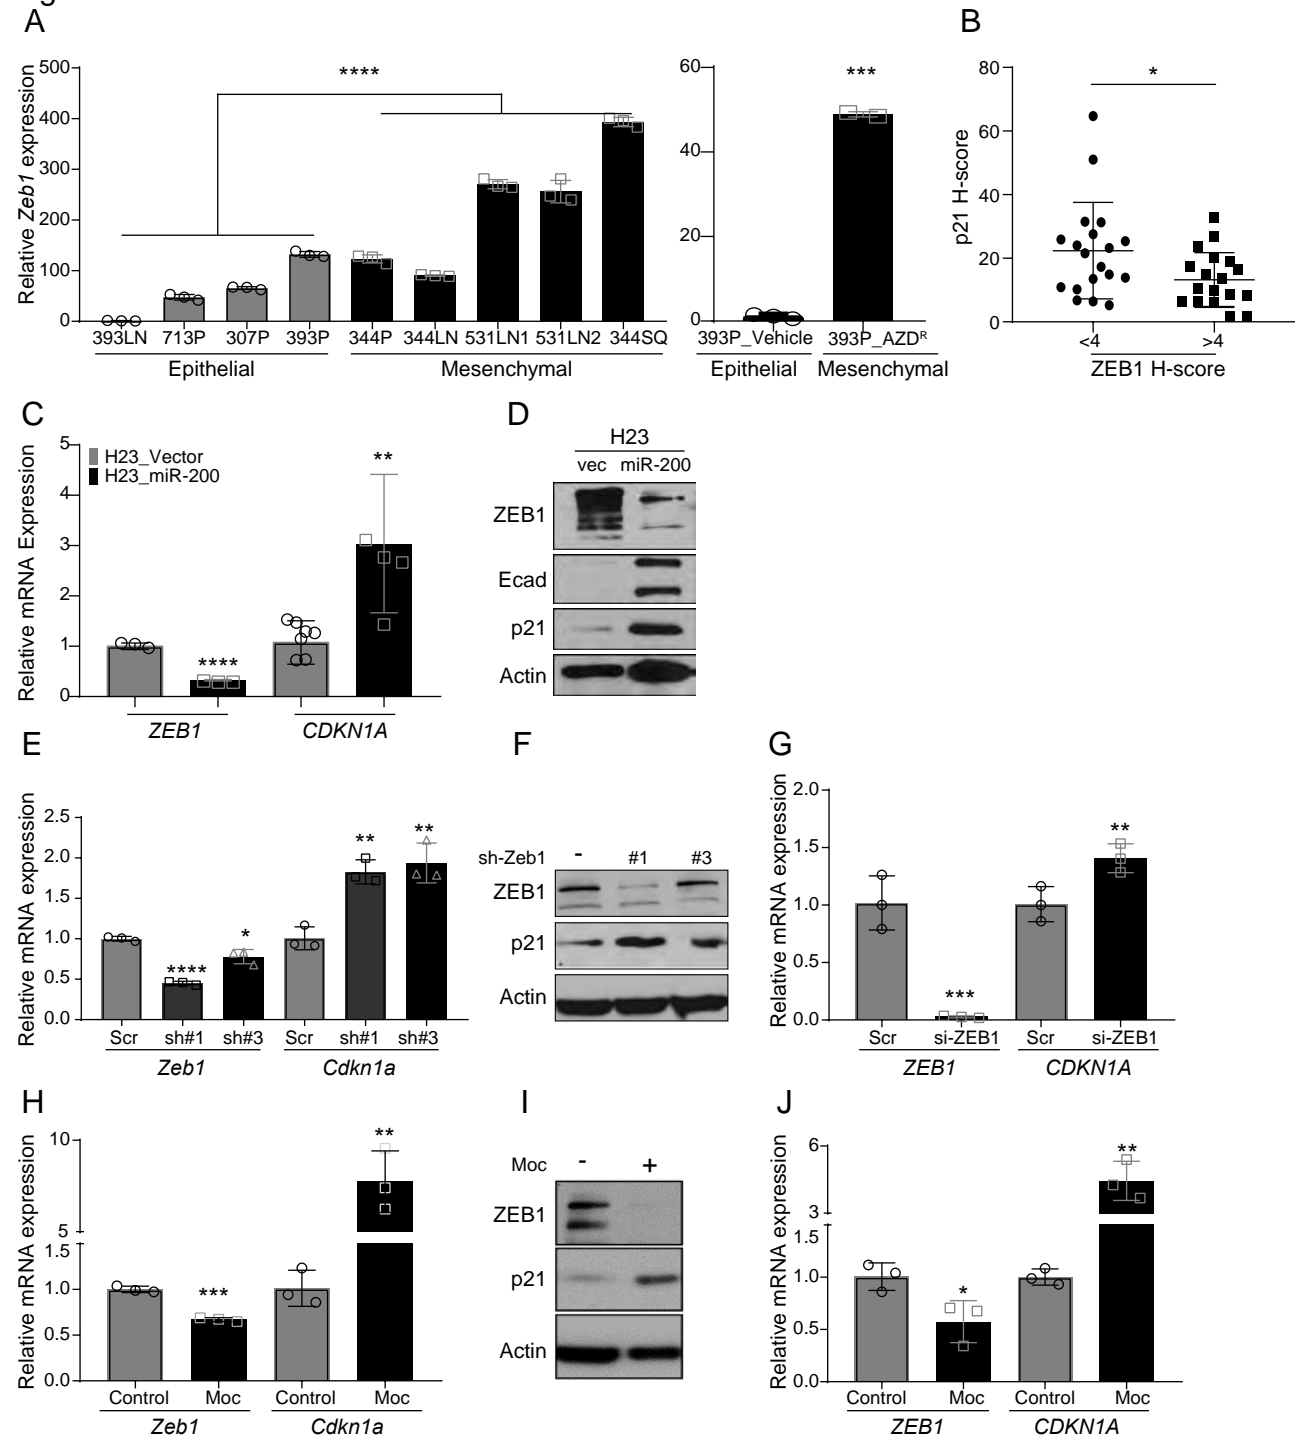 A
B
Relative Zeb1 expression
500
400
300
200
100
0
****
393LN 713P 307P 393P 344P 344LN 531LN1 531LN2 344SQ
Epithelial Mesenchymal
60
40
20
0
***
393P_Vehicle 393P_AZDᴿ
Epithelial Mesenchymal
p21 H-score
80
60
40
20
0
*
<4 >4
ZEB1 H-score
C
Relative mRNA Expression
5
4
3
2
1
0
H23_Vector
H23_miR-200
****
**
ZEB1 CDKN1A
D
H23
vec miR-200
ZEB1
Ecad
p21
Actin
E
Relative mRNA expression
2.5
2.0
1.5
1.0
0.5
0.0
****
*
**
**
Scr sh#1 sh#3 Scr sh#1 sh#3
Zeb1 Cdkn1a
F
sh-Zeb1 - #1 #3
ZEB1
p21
Actin
G
Relative mRNA expression
2.0
1.5
1.0
0.5
0.0
***
**
Scr si-ZEB1 Scr si-ZEB1
ZEB1 CDKN1A
H
Relative mRNA expression
10
5
1.5
1.0
0.5
0.0
***
**
Control Moc Control Moc
Zeb1 Cdkn1a
I
Moc - +
ZEB1
p21
Actin
J
Relative mRNA expression
6
3
1.5
1.0
0.5
0.0
*
**
Control Moc Control Moc
ZEB1 CDKN1A